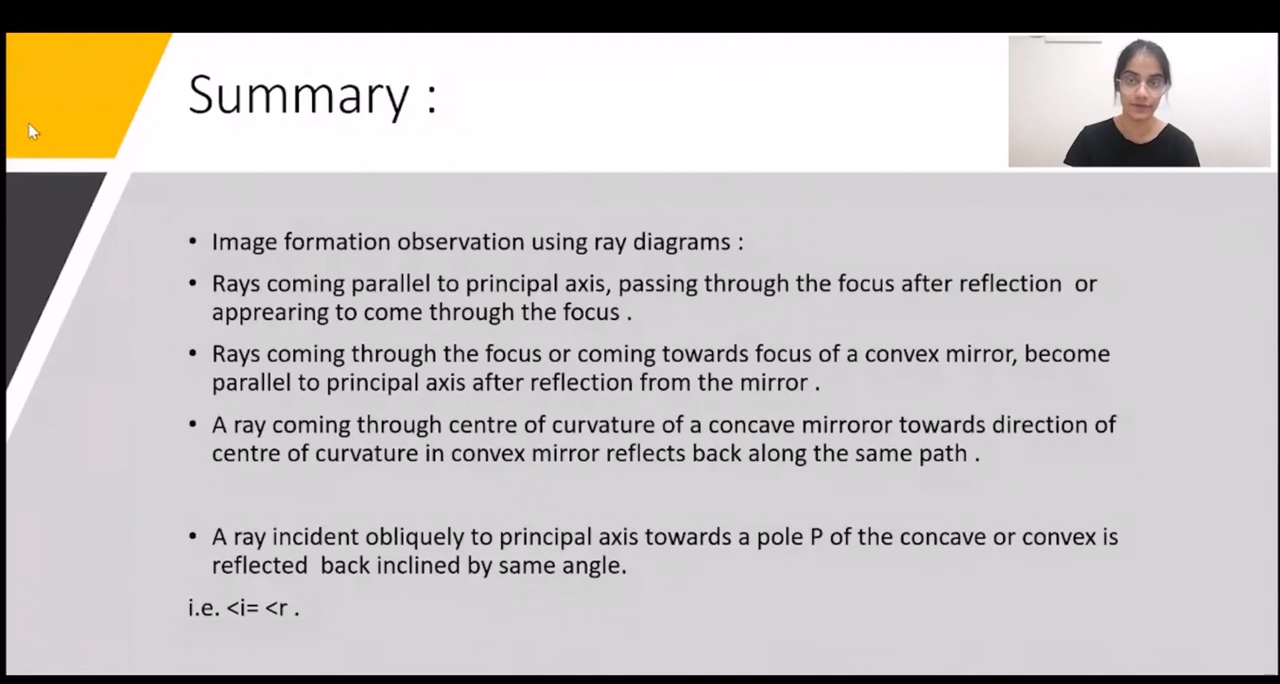 Summary :
• Image formation observation using ray diagrams :
• Rays coming parallel to principal axis, passing through the focus after reflection or
apprearing to come through the focus .
• Rays coming through the focus or coming towards focus of a convex mirror, become
parallel to principal axis after reflection from the mirror .
• A ray coming through centre of curvature of a concave mirroror towards direction of
centre of curvature in convex mirror reflects back along the same path .
• A ray incident obliquely to principal axis towards a pole P of the concave or convex is
reflected back inclined by same angle.
i.e. <i= <r .